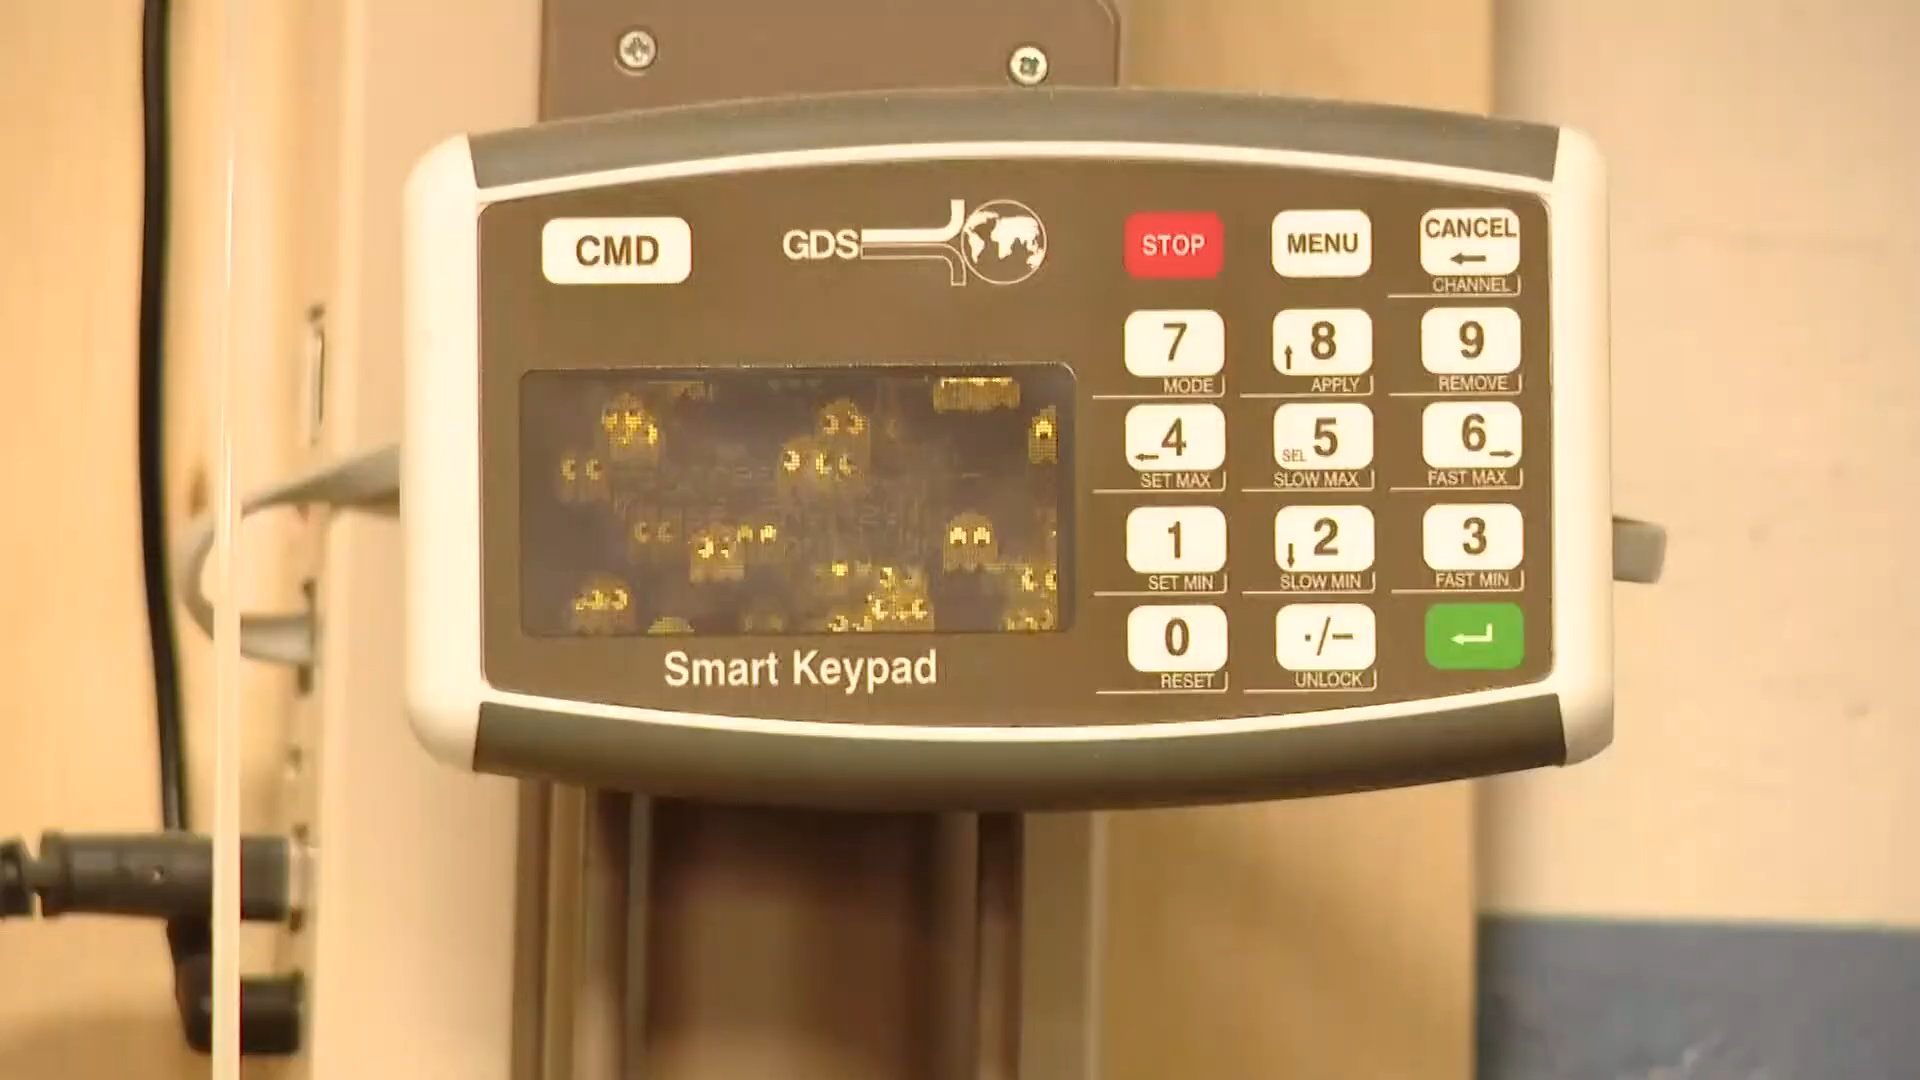 CMD
GDS
STOP
MENU
CANCEL
←
CHANNEL
7
MODE
↑ 8
APPLY
9
REMOVE
← 4
SET MAX
SEL 5
SLOW MAX
6 →
FAST MAX
1
SET MIN
↓ 2
SLOW MIN
3
FAST MIN
0
RESET
·/−
UNLOCK
Smart Keypad